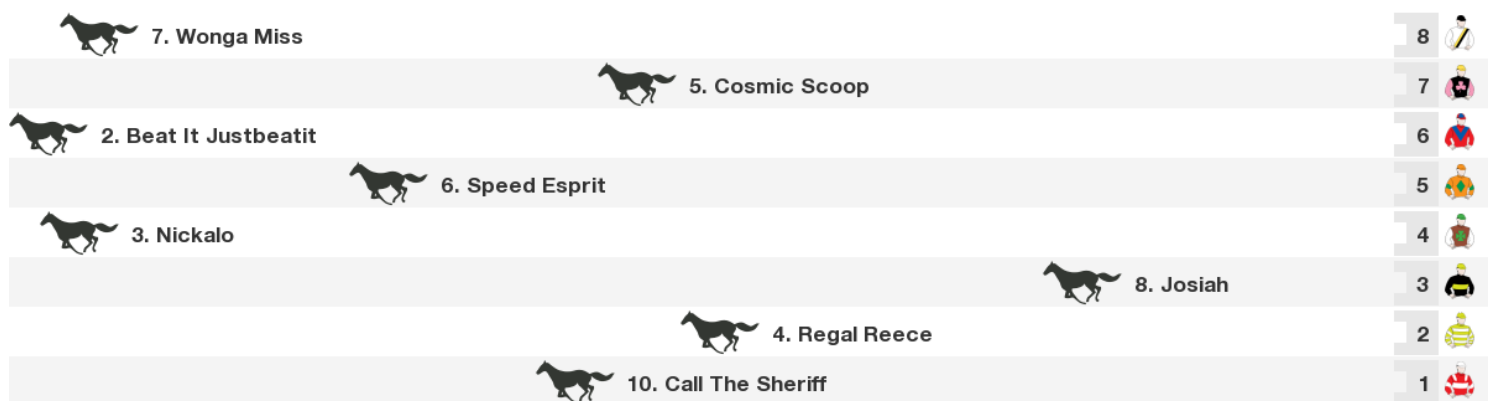 7. Wonga Miss 8
5. Cosmic Scoop 7
2. Beat It Justbeatit 6
6. Speed Esprit 5
3. Nickalo 4
8. Josiah 3
4. Regal Reece 2
10. Call The Sheriff 1